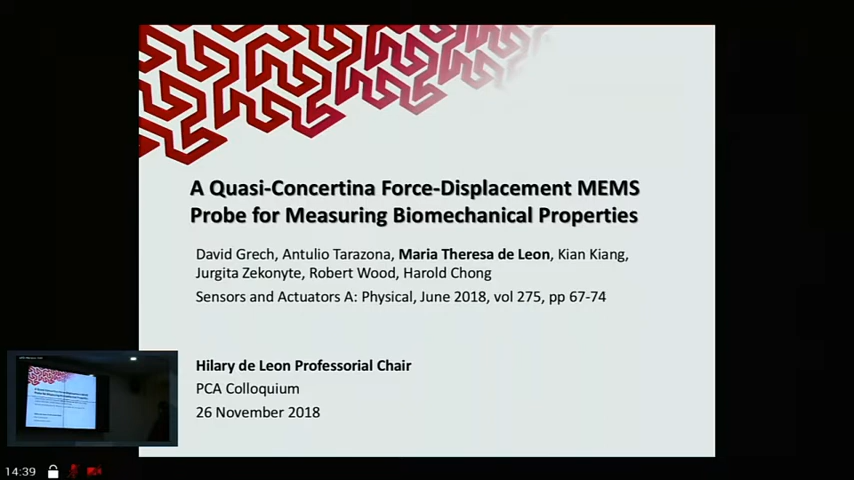 A Quasi-Concertina Force-Displacement MEMS
Probe for Measuring Biomechanical Properties
David Grech, Antulio Tarazona, Maria Theresa de Leon, Kian Kiang,
Jurgita Zekonyte, Robert Wood, Harold Chong
Sensors and Actuators A: Physical, June 2018, vol 275, pp 67-74
Hilary de Leon Professorial Chair
PCA Colloquium
26 November 2018
14:39